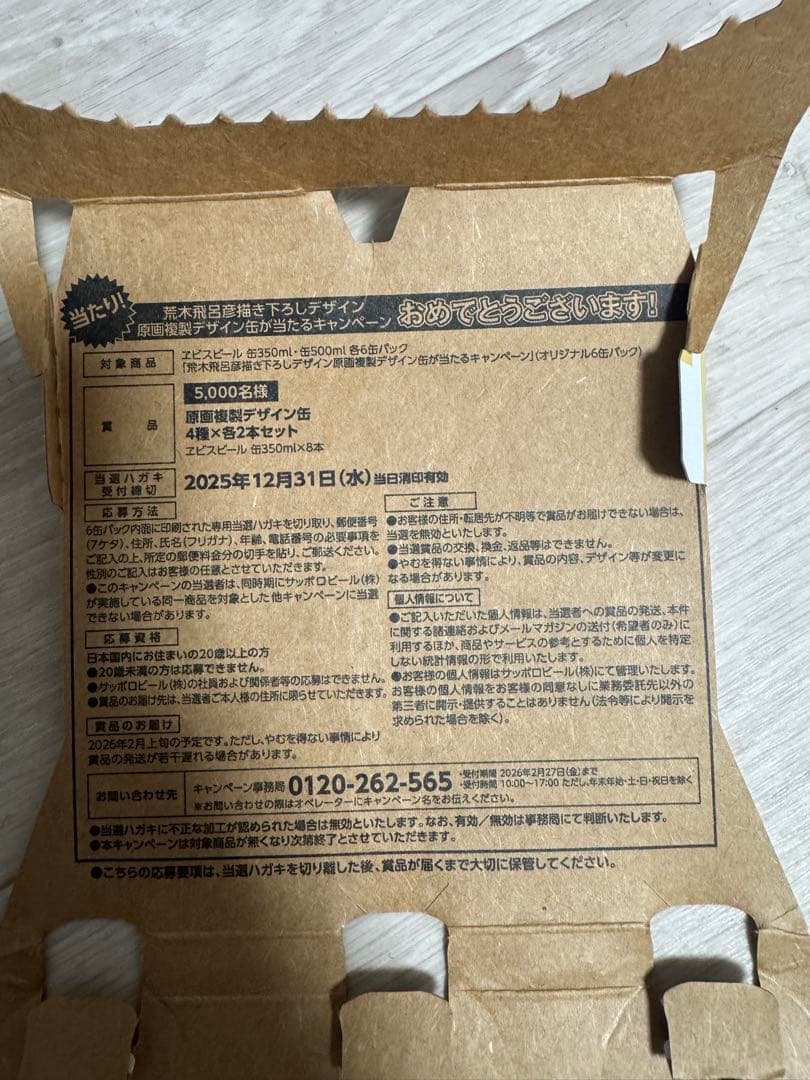 当たり!
荒木飛呂彦描き下ろしデザイン
原画複製デザイン缶が当たるキャンペーン
おめでとうございます!
対象商品
ヱビスビール 缶350ml・缶500ml 各6缶パック
「荒木飛呂彦描き下ろしデザイン原画複製デザイン缶が当たるキャンペーン」(オリジナル6缶パック)
賞品
5,000名様
原画複製デザイン缶
4種×各2本セット
ヱビスビール 缶350ml×8本
当選ハガキ
受付締切
2025年12月31日(水)当日消印有効
応募方法
6缶パック内面に印刷された専用当選ハガキを切り取り、郵便番号
(7ケタ)、住所、氏名(フリガナ)、年齢、電話番号の必要事項を
ご記入の上、所定の郵便料金分の切手を貼り、ご郵送ください。
性別のご記入はお客様の任意とさせていただきます。
●このキャンペーンの当選者は、同時期にサッポロビール(株)
が実施している同一商品を対象とした他キャンペーンに当選
できない場合があります。
応募資格
日本国内にお住まいの20歳以上の方
●20歳未満の方は応募できません。
●サッポロビール(株)の社員および関係者等の応募はできません。
●賞品のお届け先は、当選者ご本人様の住所に限らせていただきます。
賞品のお届け
2026年2月上旬の予定です。ただし、やむを得ない事情により
賞品の発送が若干遅れる場合があります。
ご注意
●お客様の住所・転居先が不明等で賞品がお届けできない場合は、
当選を無効といたします。
●当選賞品の交換、換金、返品等はできません。
●やむを得ない事情により、賞品の内容、デザイン等が変更に
なる場合があります。
個人情報について
●ご記入いただいた個人情報は、当選者への賞品の発送、本件
に関する諸連絡およびメールマガジンの送付(希望者のみ)に
利用するほか、商品やサービスの参考とするために個人を特定
しない統計情報の形で利用いたします。
●お客様の個人情報はサッポロビール(株)にて管理いたします。
お客様の個人情報をお客様の同意なしに業務委託先以外の
第三者に開示・提供することはありません(法令等により開示を
求められた場合を除く)。
お問い合わせ先
キャンペーン事務局 0120-262-565
・受付期間 2026年2月27日(金)まで
・受付時間 10:00~17:00 ただし、年末年始・土・日・祝日を除く
※お問い合わせの際はオペレーターにキャンペーン名をお伝えください。
●当選ハガキに不正な加工が認められた場合は無効といたします。なお、有効/無効は事務局にて判断いたします。
●本キャンペーンは対象商品が無くなり次第終了とさせていただきます。
●こちらの応募要項は、当選ハガキを切り離した後、賞品が届くまで大切に保管してください。